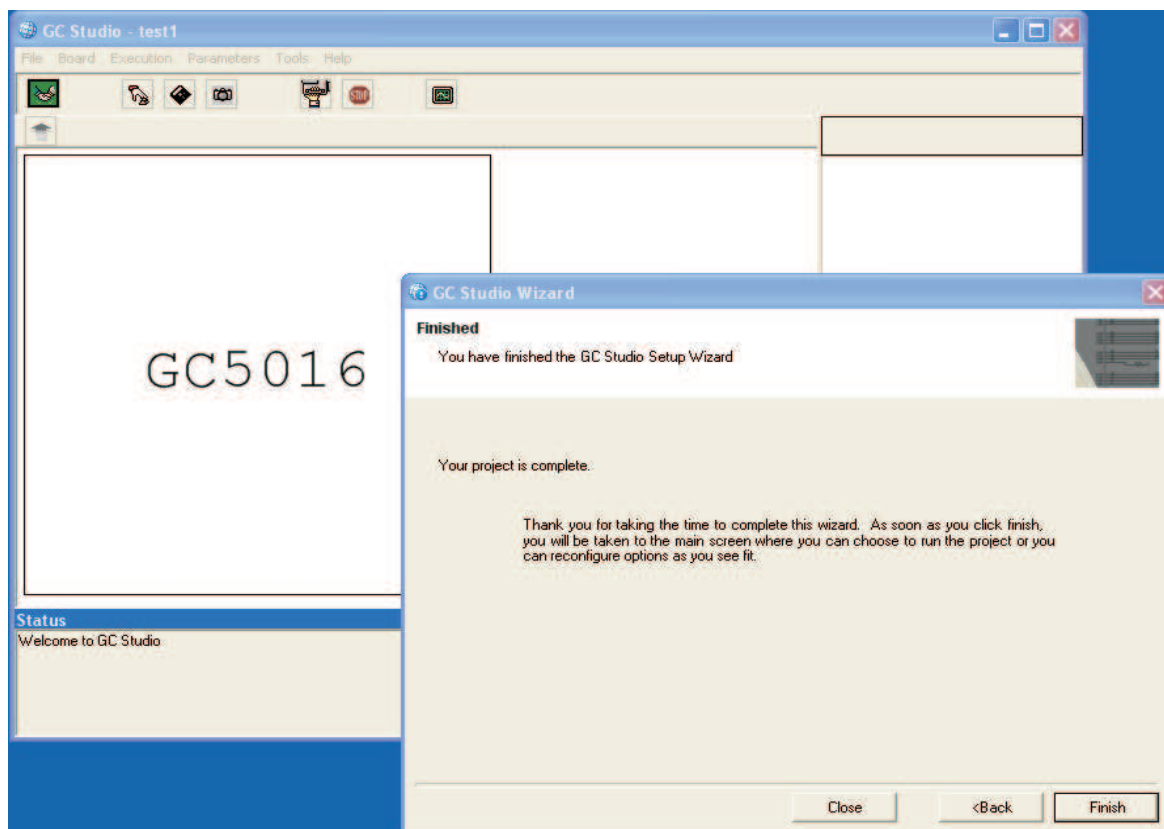 GC Studio - test1
File Board Execution Parameters Tools Help
STOP
GC5016
Status
Welcome to GC Studio
GC Studio Wizard
Finished
You have finished the GC Studio Setup Wizard
Your project is complete.
Thank you for taking the time to complete this wizard. As soon as you click finish,
you will be taken to the main screen where you can choose to run the project or you
can reconfigure options as you see fit.
Close
<Back
Finish